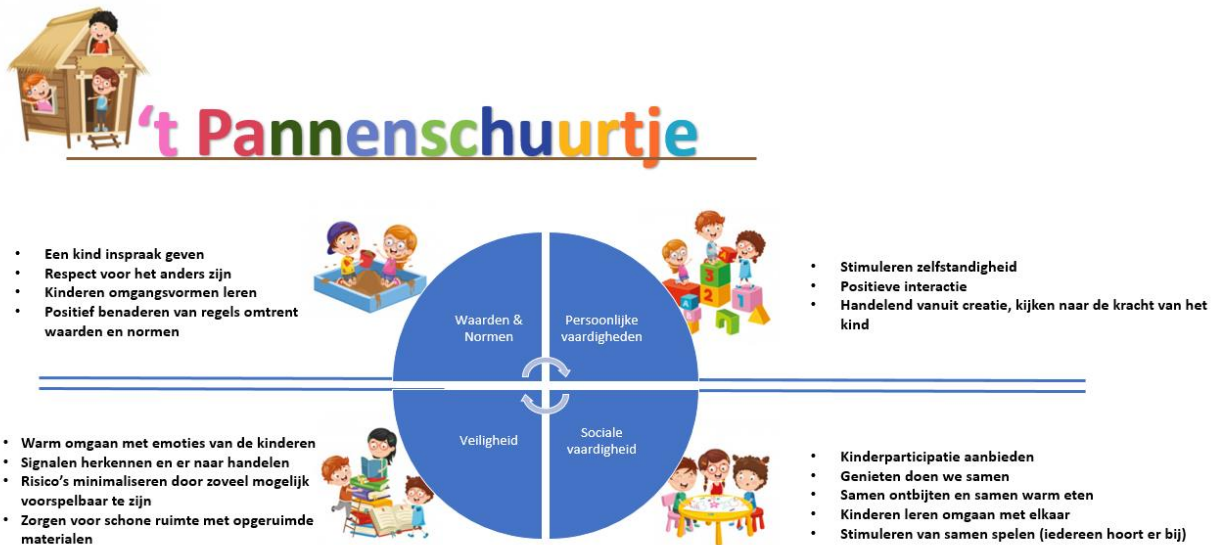 't Pannenschuurtje
• Een kind inspraak geven
• Respect voor het anders zijn
• Kinderen omgangsvormen leren
• Positief benaderen van regels omtrent
waarden en normen
Waarden &
Normen
Persoonlijke
vaardigheden
3
2
1
A
• Stimuleren zelfstandigheid
• Positieve interactie
• Handelend vanuit creatie, kijken naar de kracht van het
kind
• Warm omgaan met emoties van de kinderen
• Signalen herkennen en er naar handelen
• Risico's minimaliseren door zoveel mogelijk
voorspelbaar te zijn
• Zorgen voor schone ruimte met opgeruimde
materialen
Veiligheid
Sociale
vaardigheid
• Kinderparticipatie aanbieden
• Genieten doen we samen
• Samen ontbijten en samen warm eten
• Kinderen leren omgaan met elkaar
• Stimuleren van samen spelen (iedereen hoort er bij)